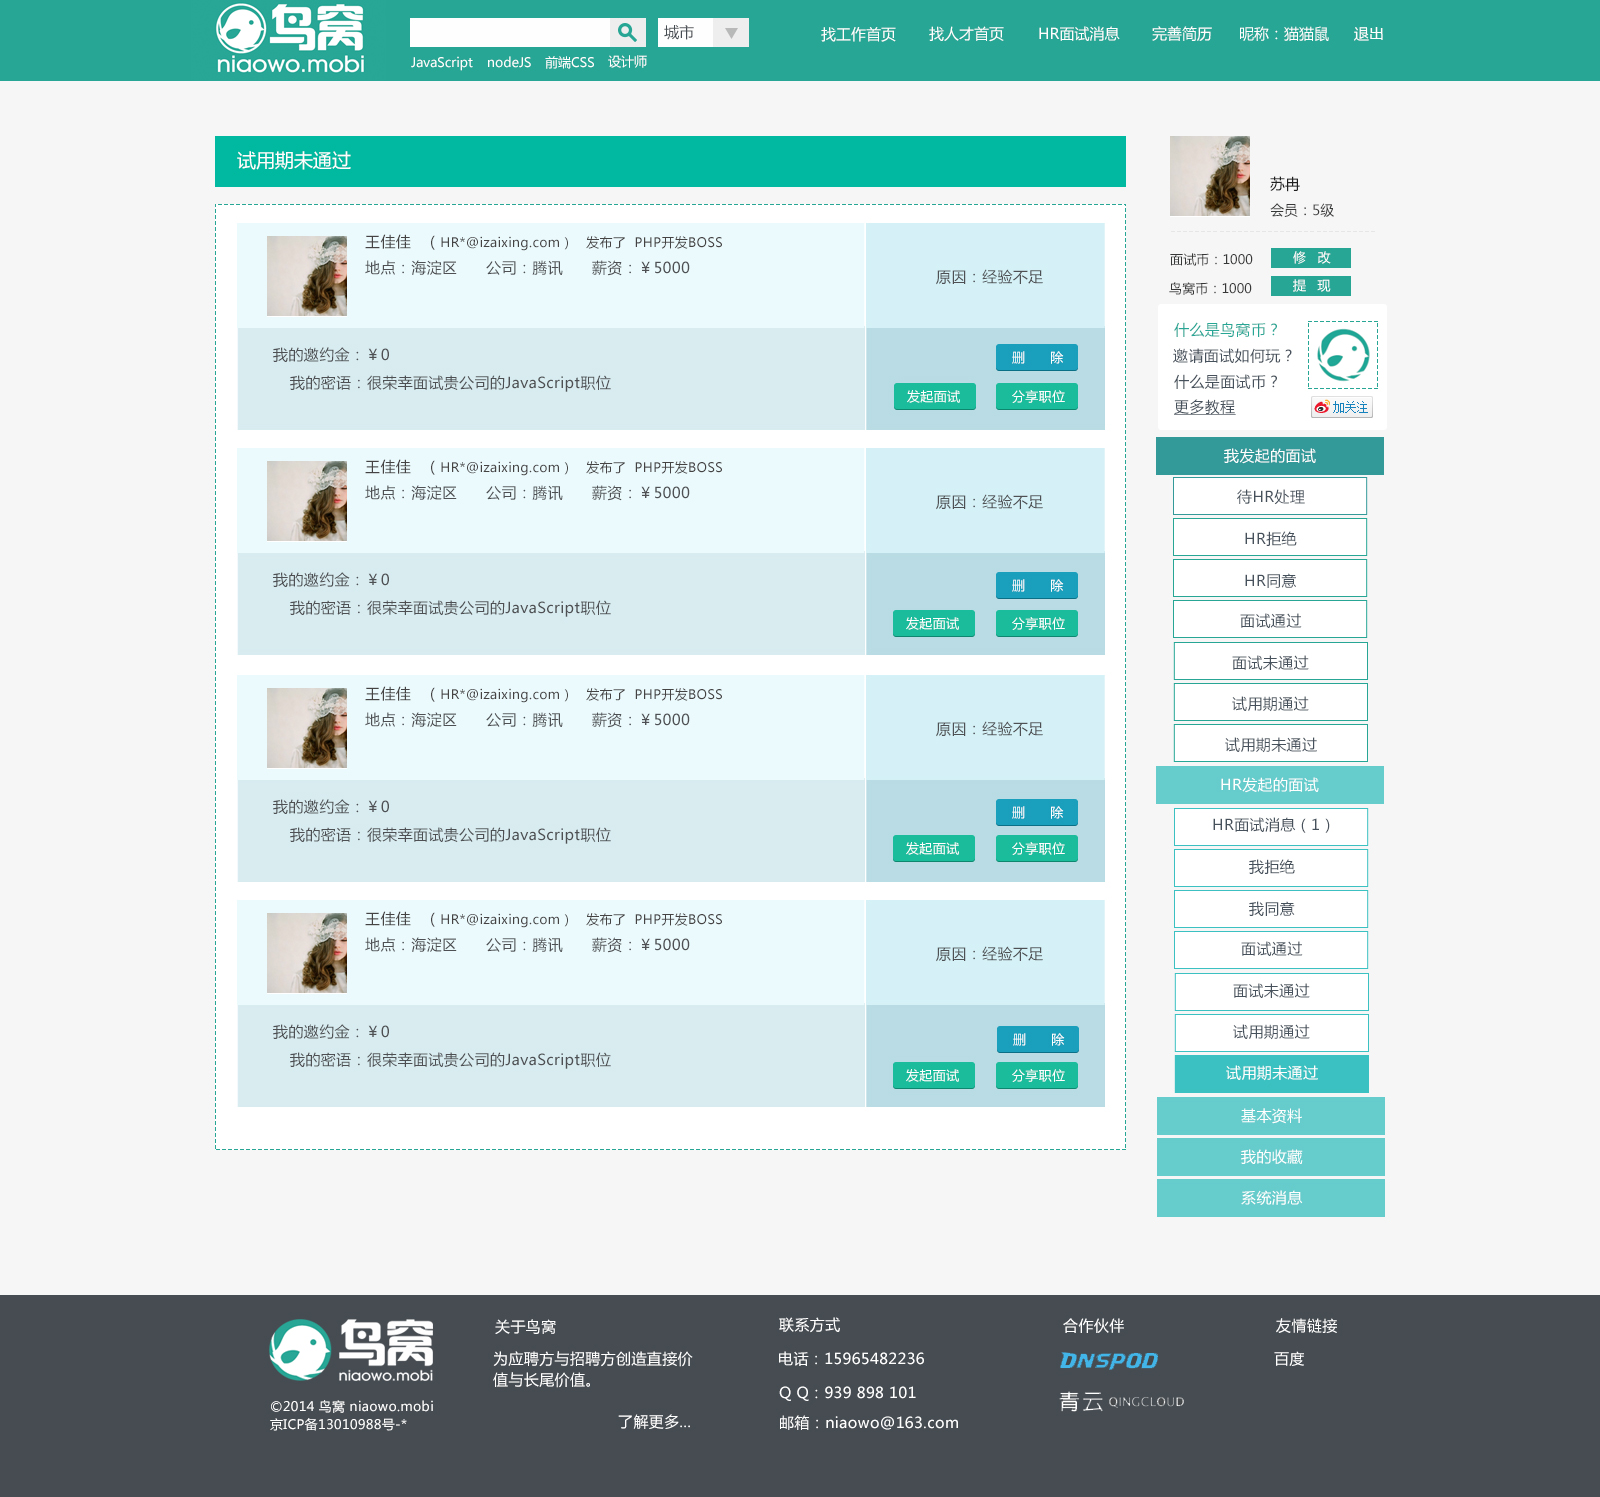 鸟窝
niaowo.mobi
城市
JavaScript nodeJS 前端CSS 设计师
找工作首页 找人才首页 HR面试消息 完善简历 昵称：猫猫鼠 退出
试用期未通过
王佳佳 （ HR*@izaixing.com ） 发布了 PHP开发BOSS
地点：海淀区 公司：腾讯 薪资：￥5000
原因：经验不足
我的邀约金：￥0
我的密语：很荣幸面试贵公司的JavaScript职位
删 除
发起面试 分享职位
王佳佳 （ HR*@izaixing.com ） 发布了 PHP开发BOSS
地点：海淀区 公司：腾讯 薪资：￥5000
原因：经验不足
我的邀约金：￥0
我的密语：很荣幸面试贵公司的JavaScript职位
删 除
发起面试 分享职位
王佳佳 （ HR*@izaixing.com ） 发布了 PHP开发BOSS
地点：海淀区 公司：腾讯 薪资：￥5000
原因：经验不足
我的邀约金：￥0
我的密语：很荣幸面试贵公司的JavaScript职位
删 除
发起面试 分享职位
王佳佳 （ HR*@izaixing.com ） 发布了 PHP开发BOSS
地点：海淀区 公司：腾讯 薪资：￥5000
原因：经验不足
我的邀约金：￥0
我的密语：很荣幸面试贵公司的JavaScript职位
删 除
发起面试 分享职位
苏冉
会员：5级
面试币：1000 修 改
鸟窝币：1000 提 现
什么是鸟窝币？
邀请面试如何玩？
什么是面试币？
更多教程
加关注
我发起的面试
待HR处理
HR拒绝
HR同意
面试通过
面试未通过
试用期通过
试用期未通过
HR发起的面试
HR面试消息（1）
我拒绝
我同意
面试通过
面试未通过
试用期通过
试用期未通过
基本资料
我的收藏
系统消息
鸟窝
niaowo.mobi
©2014 鸟窝 niaowo.mobi
京ICP备13010988号-*
关于鸟窝
为应聘方与招聘方创造直接价
值与长尾价值。
了解更多...
联系方式
电话：15965482236
Q Q：939 898 101
邮箱：niaowo@163.com
合作伙伴
DNSPOD
青云 QINGCLOUD
友情链接
百度